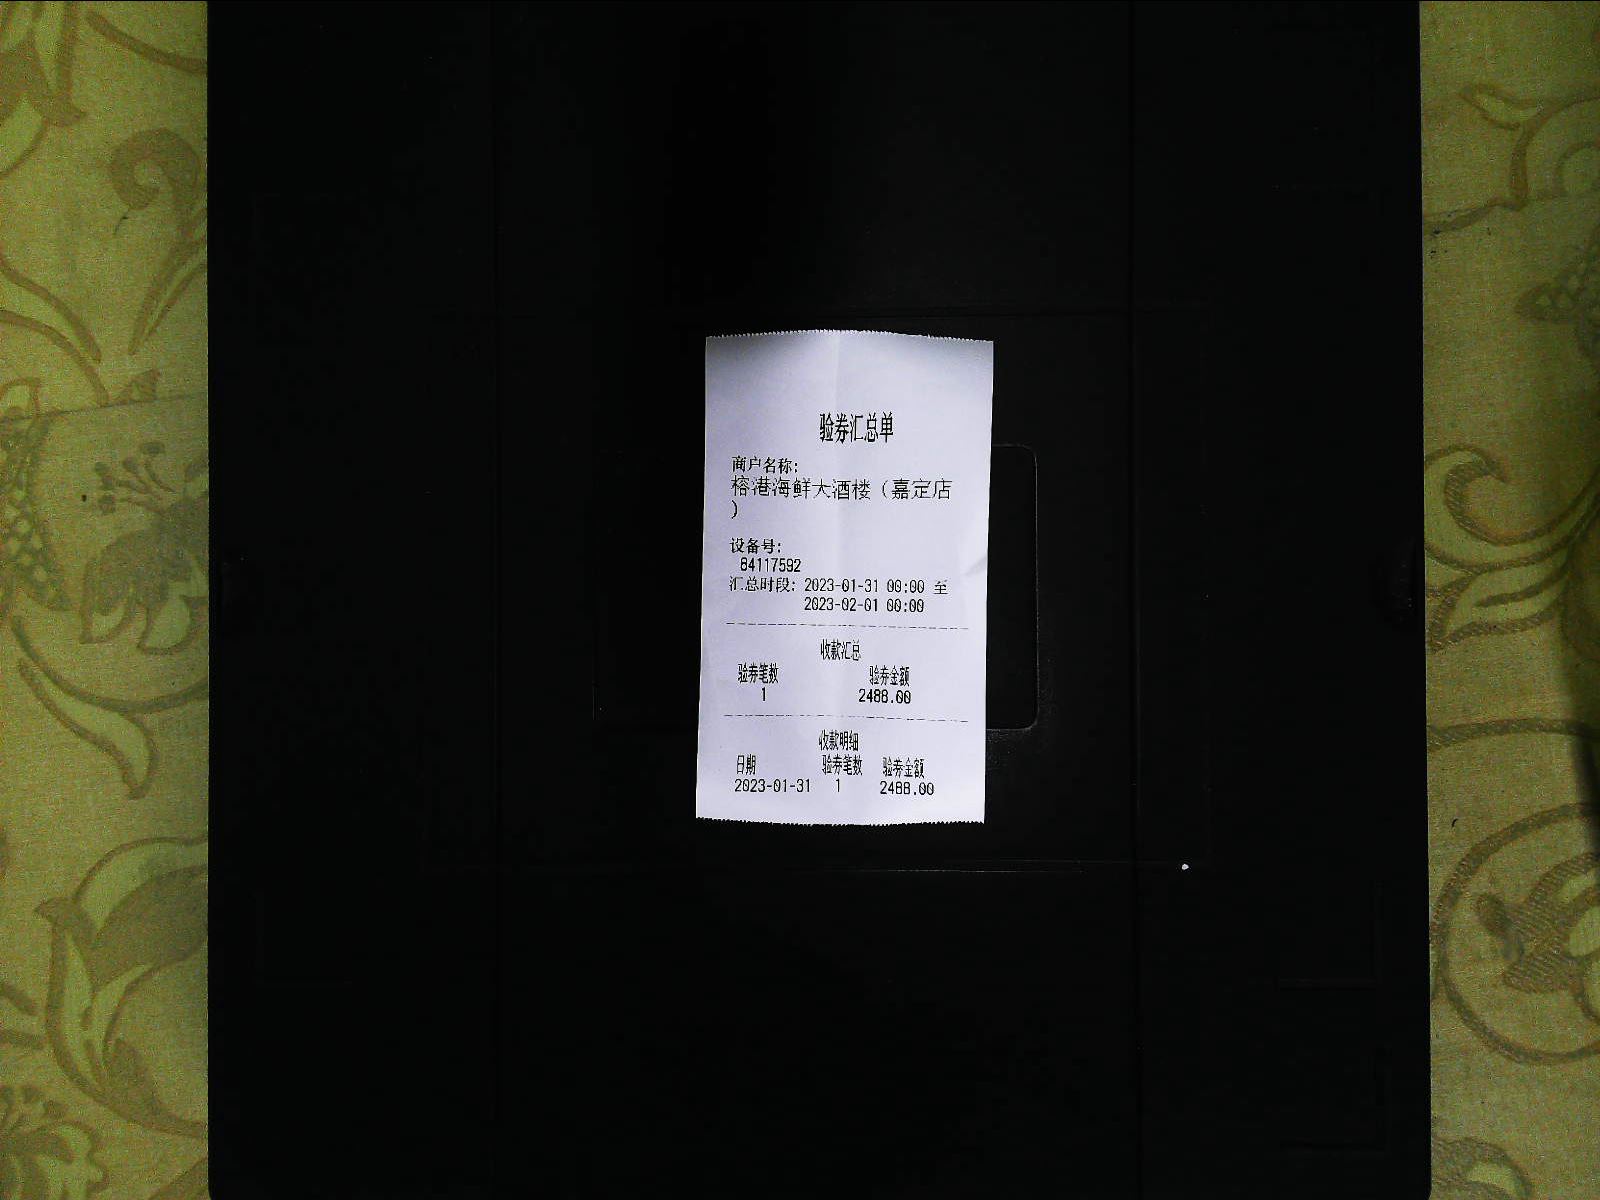 验券汇总单
商户名称:
榕港海鲜大酒楼（嘉定店
）
设备号:
84117592
汇总时段: 2023-01-31 00:00 至
2023-02-01 00:00
收款汇总
验券笔数 验券金额
1 2488.00
收款明细
日期 验券笔数 验券金额
2023-01-31 1 2488.00